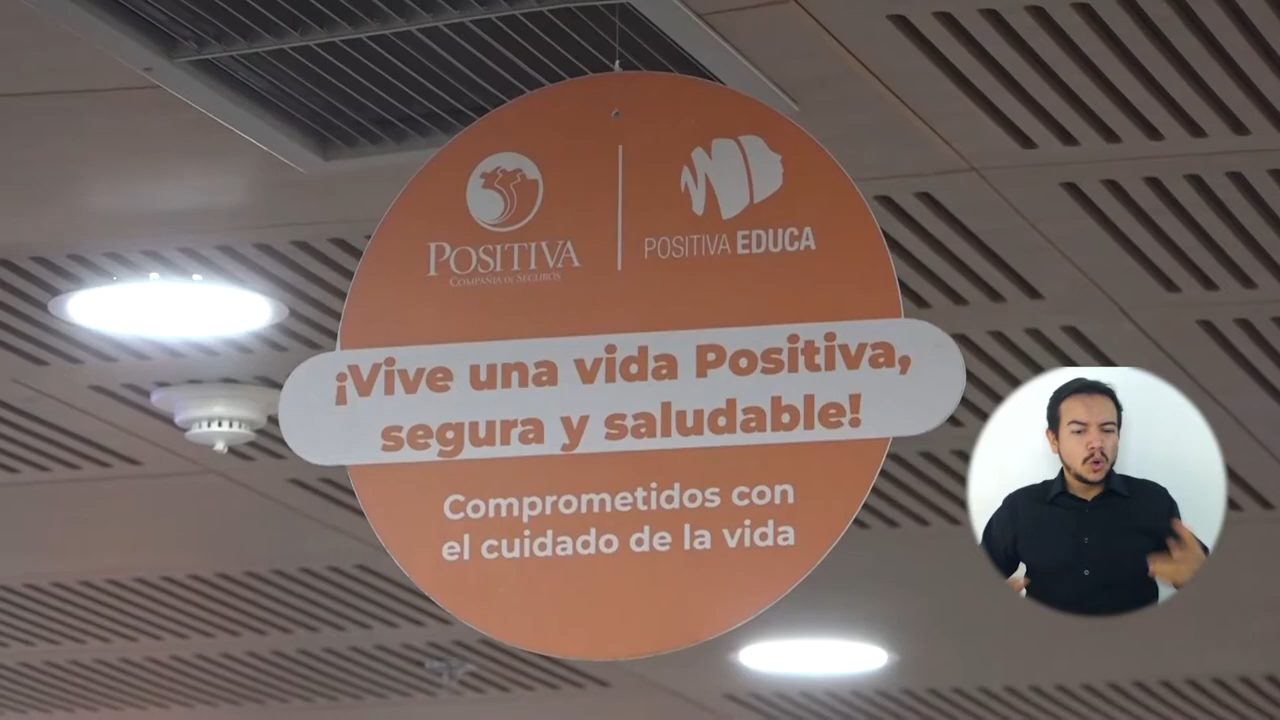 POSITIVA
COMPAÑÍA DE SEGUROS
POSITIVA EDUCA
¡Vive una vida Positiva,
segura y saludable!
Comprometidos con
el cuidado de la vida